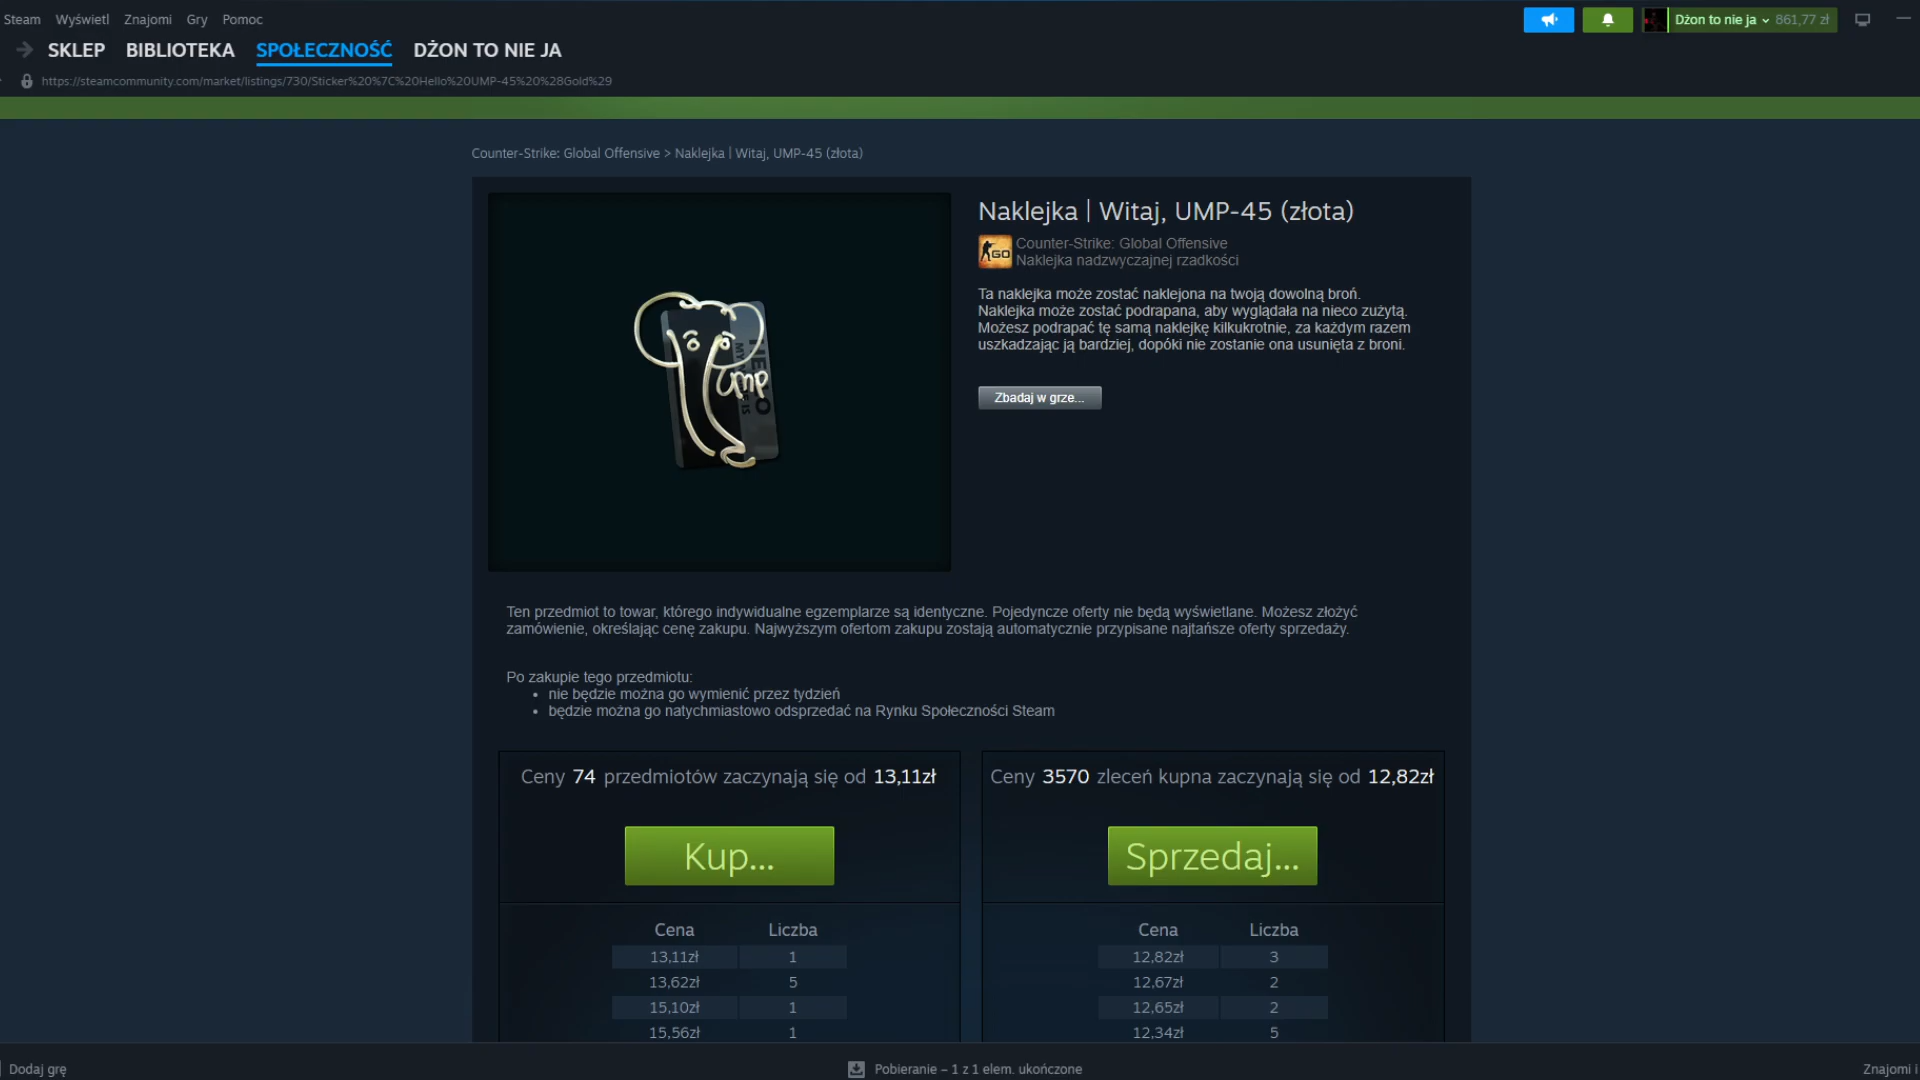 Steam Wyświetl Znajomi Gry Pomoc
Dżon to nie ja 861,77 zł
SKLEP BIBLIOTEKA SPOŁECZNOŚĆ DŻON TO NIE JA
https://steamcommunity.com/market/listings/730/Sticker%20%7C%20Hello%20UMP-45%20%28Gold%29
Counter-Strike: Global Offensive > Naklejka | Witaj, UMP-45 (złota)
Naklejka | Witaj, UMP-45 (złota)
GO
Counter-Strike: Global Offensive
Naklejka nadzwyczajnej rzadkości
Ta naklejka może zostać naklejona na twoją dowolną broń.
Naklejka może zostać podrapana, aby wyglądała na nieco zużytą.
Możesz podrapać tę samą naklejkę kilkukrotnie, za każdym razem
uszkadzając ją bardziej, dopóki nie zostanie ona usunięta z broni.
Zbadaj w grze...
ump
Ten przedmiot to towar, którego indywidualne egzemplarze są identyczne. Pojedyncze oferty nie będą wyświetlane. Możesz złożyć
zamówienie, określając cenę zakupu. Najwyższym ofertom zakupu zostają automatycznie przypisane najtańsze oferty sprzedaży.
Po zakupie tego przedmiotu:
• nie będzie można go wymienić przez tydzień
• będzie można go natychmiastowo odsprzedać na Rynku Społeczności Steam
Ceny 74 przedmiotów zaczynają się od 13,11zł
Kup...
Cena Liczba
13,11zł 1
13,62zł 5
15,10zł 1
15,56zł 1
Ceny 3570 zleceń kupna zaczynają się od 12,82zł
Sprzedaj...
Cena Liczba
12,82zł 3
12,67zł 2
12,65zł 2
12,34zł 5
Dodaj grę
Pobieranie – 1 z 1 elem. ukończone
Znajomi i